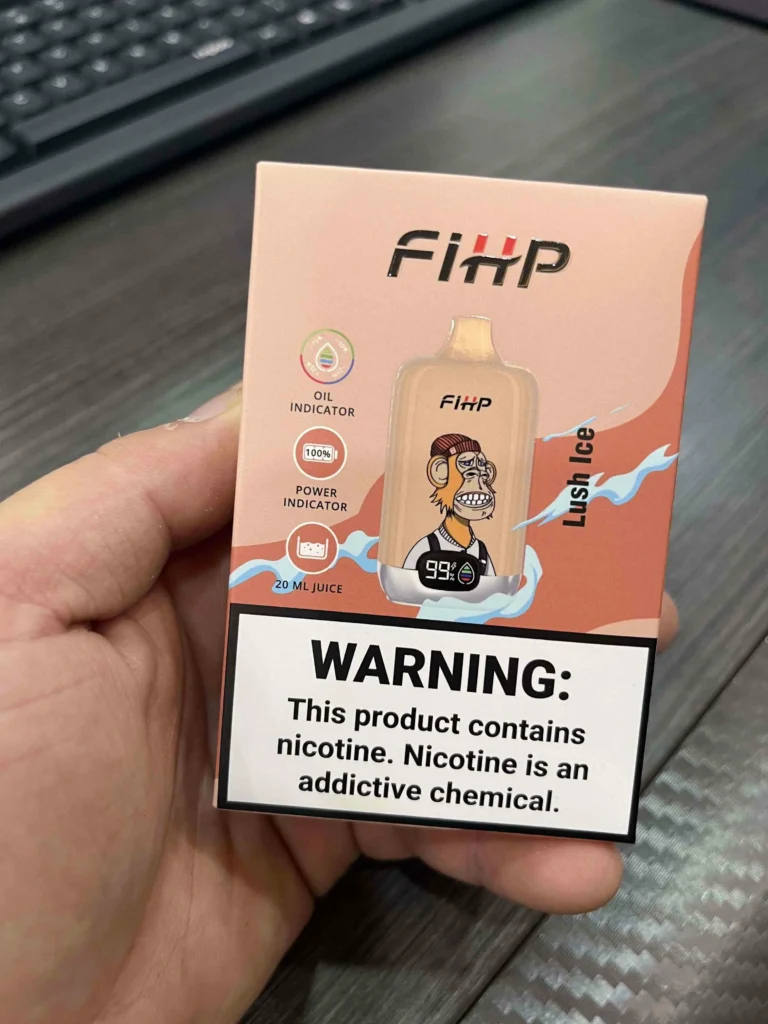 FiHP
OIL
INDICATOR
100%
POWER
INDICATOR
20 ML JUICE
FiHP
99%
Lush Ice
WARNING:
This product contains
nicotine. Nicotine is an
addictive chemical.